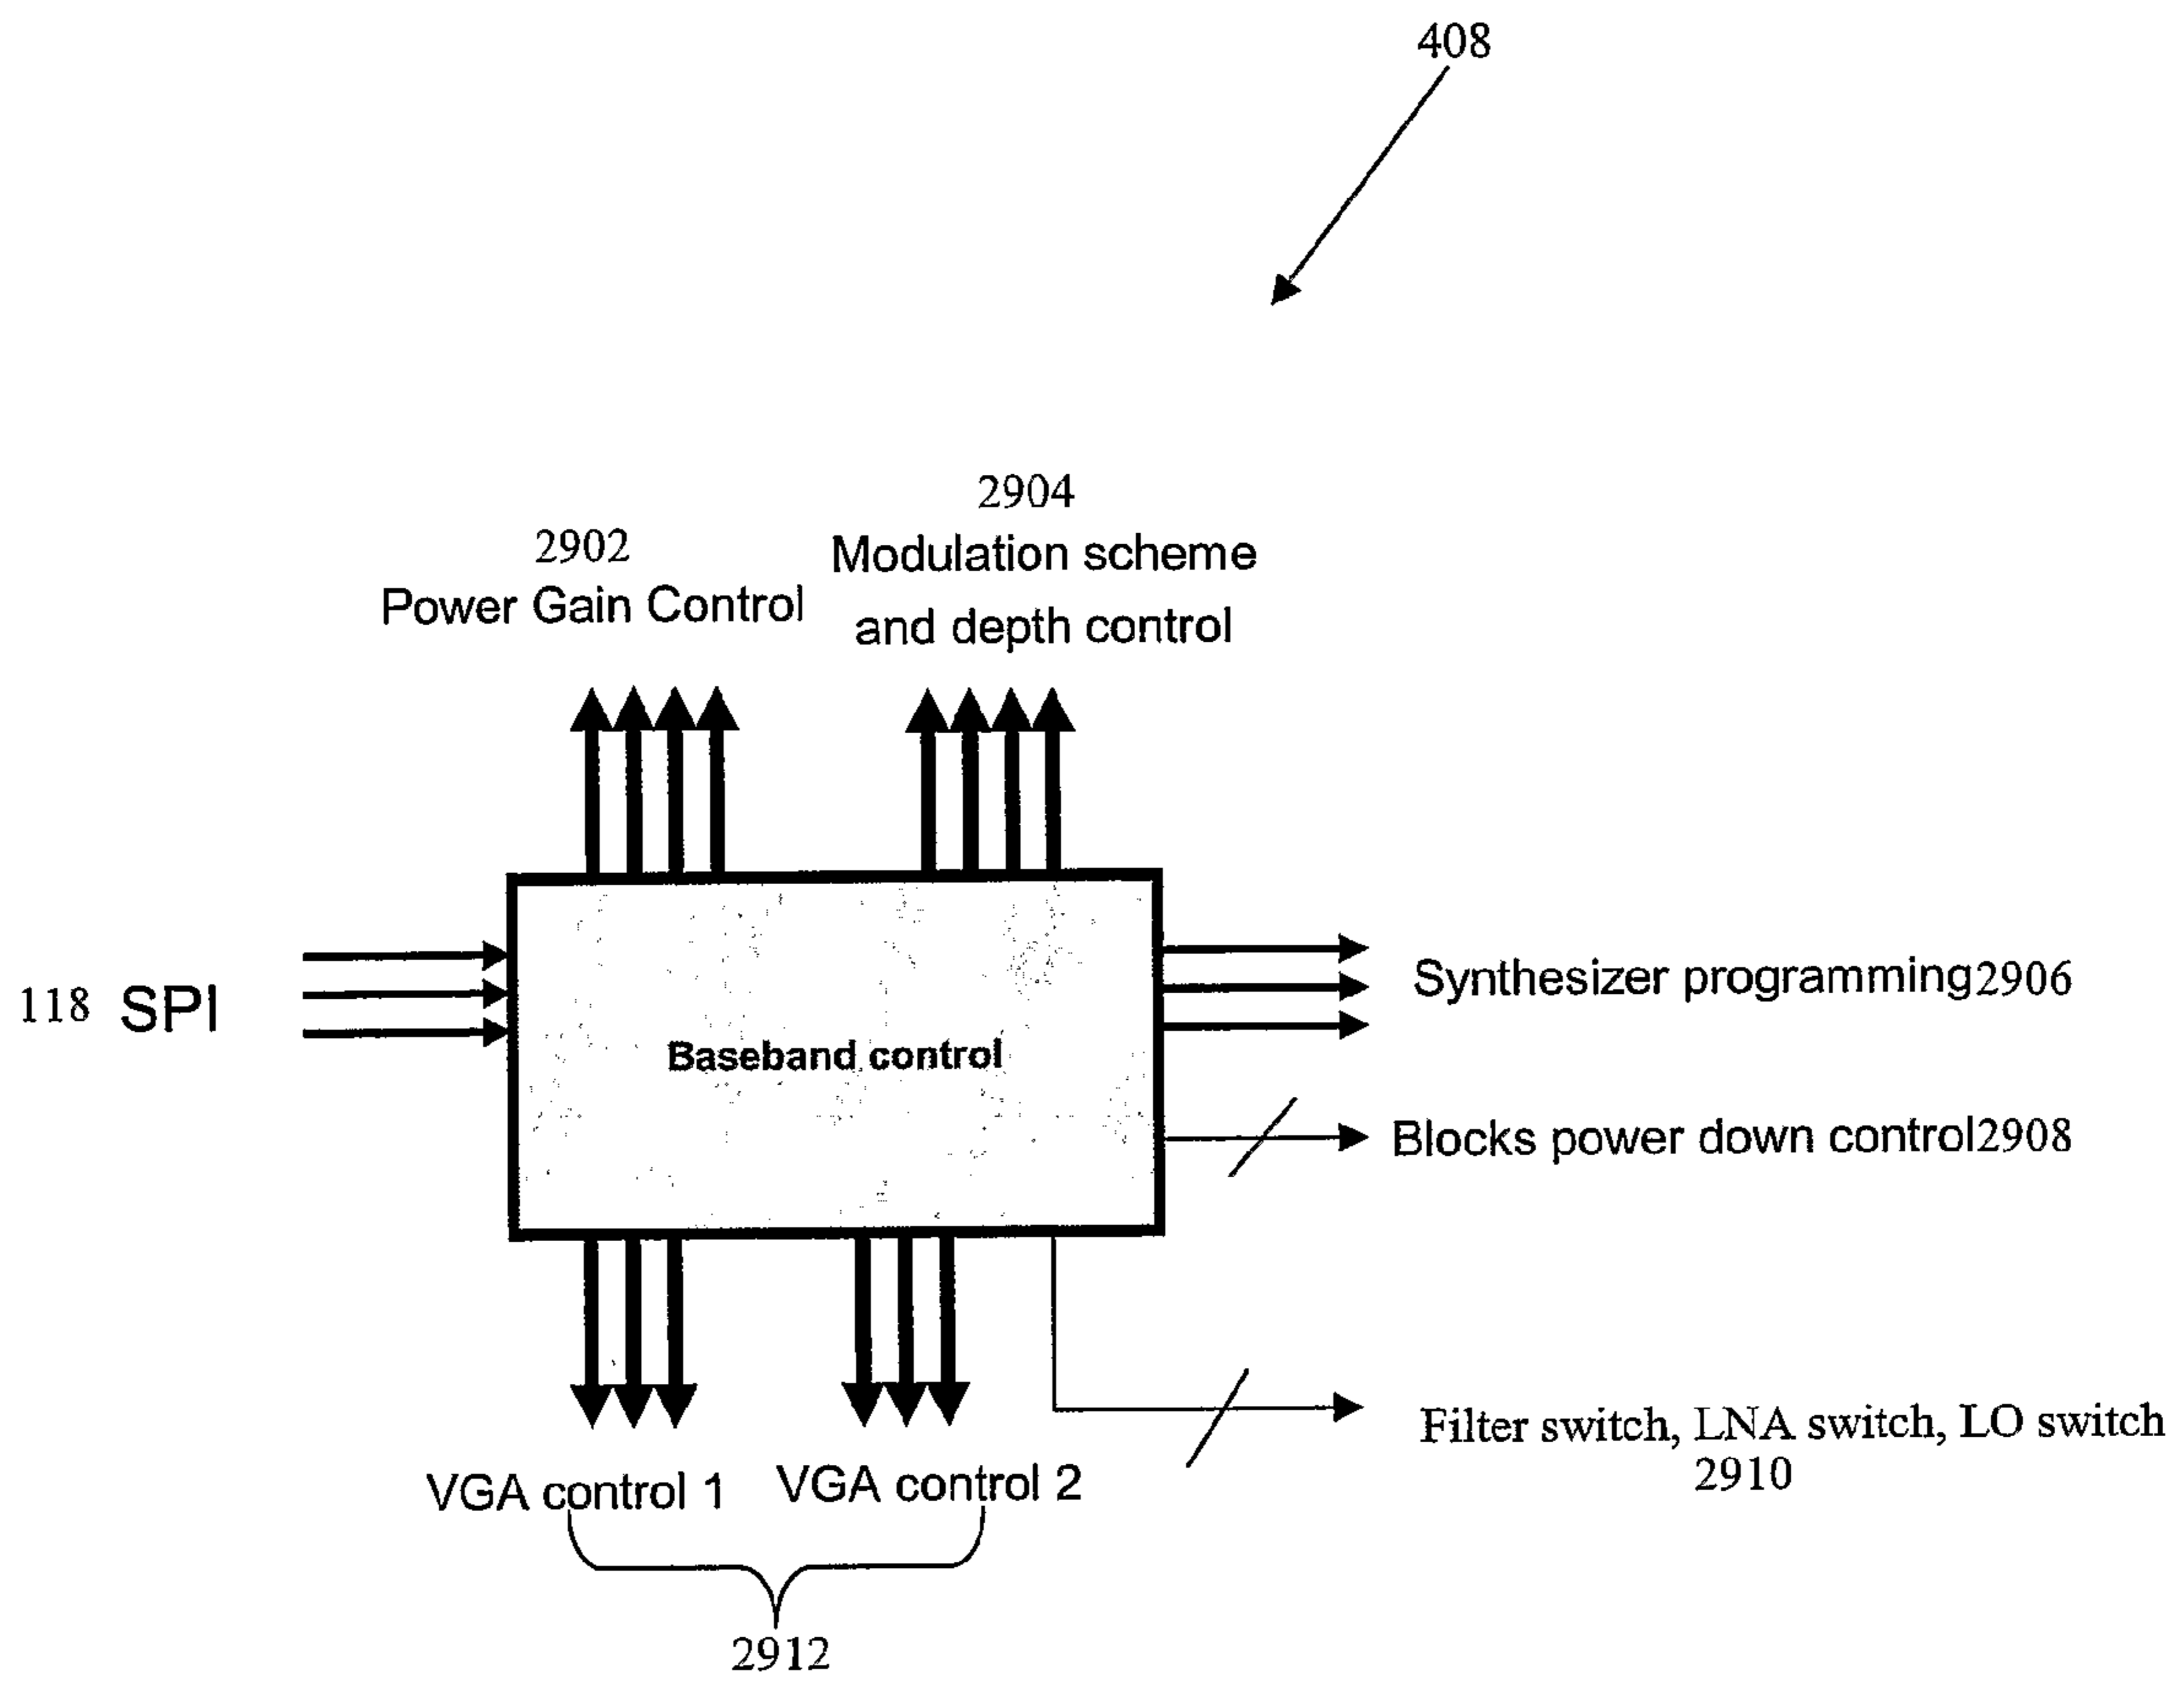 408
2904
2902
Modulation scheme
Power Gain Control
and depth control
118 SPI
Synthesizer programming2906
Baseband control
Blocks power down control2908
Filter switch, LNA switch, LO switch
2910
VGA control 1
VGA control 2
2912